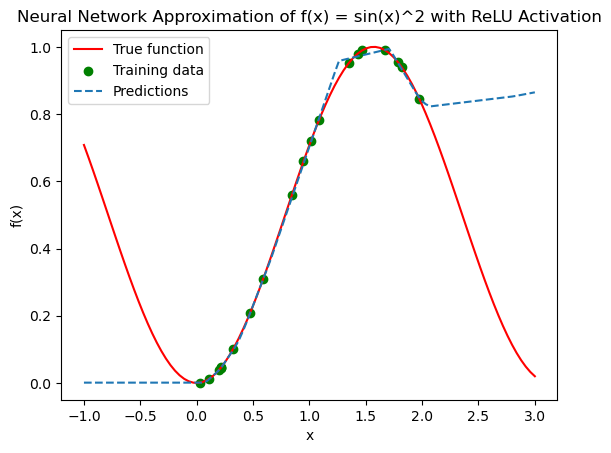 Neural Network Approximation of f(x) = sin(x)^2 with ReLU Activation
True function
Training data
Predictions
f(x)
1.0
0.8
0.6
0.4
0.2
0.0
−1.0 −0.5 0.0 0.5 1.0 1.5 2.0 2.5 3.0
x